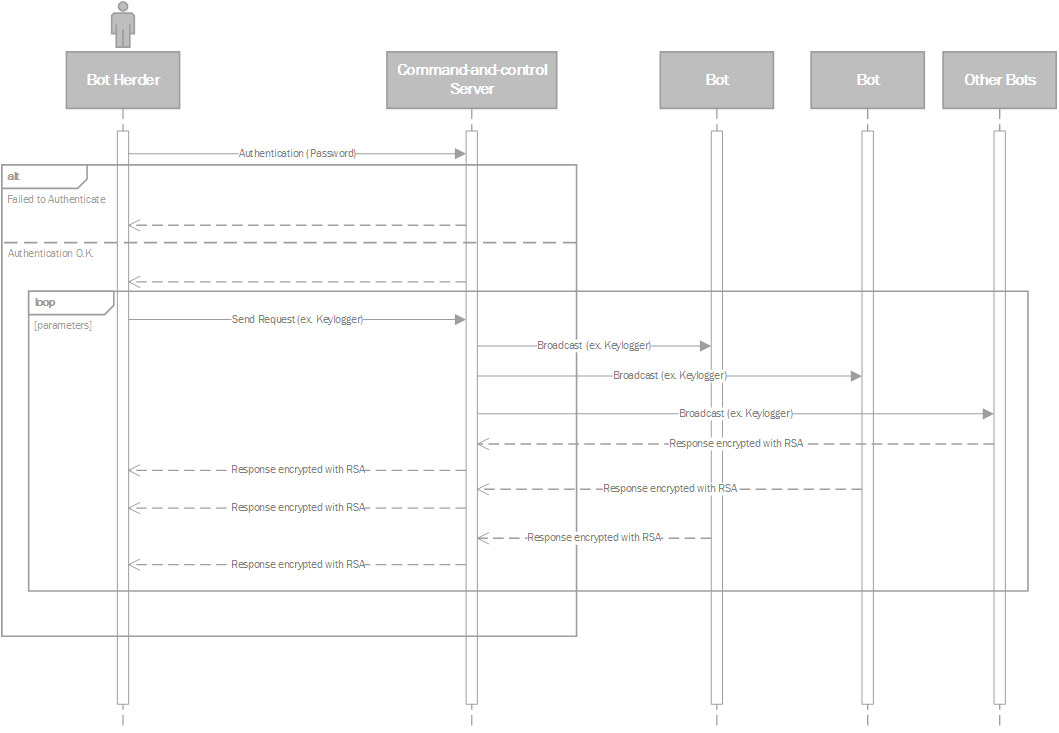 Bot Herder
Command-and-control
Server
Bot
Bot
Other Bots
Authentication (Password)
alt
Failed to Authenticate
Authentication O.K.
loop
[parameters]
Send Request (ex. Keylogger)
Broadcast (ex. Keylogger)
Broadcast (ex. Keylogger)
Broadcast (ex. Keylogger)
Response encrypted with RSA
Response encrypted with RSA
Response encrypted with RSA
Response encrypted with RSA
Response encrypted with RSA
Response encrypted with RSA